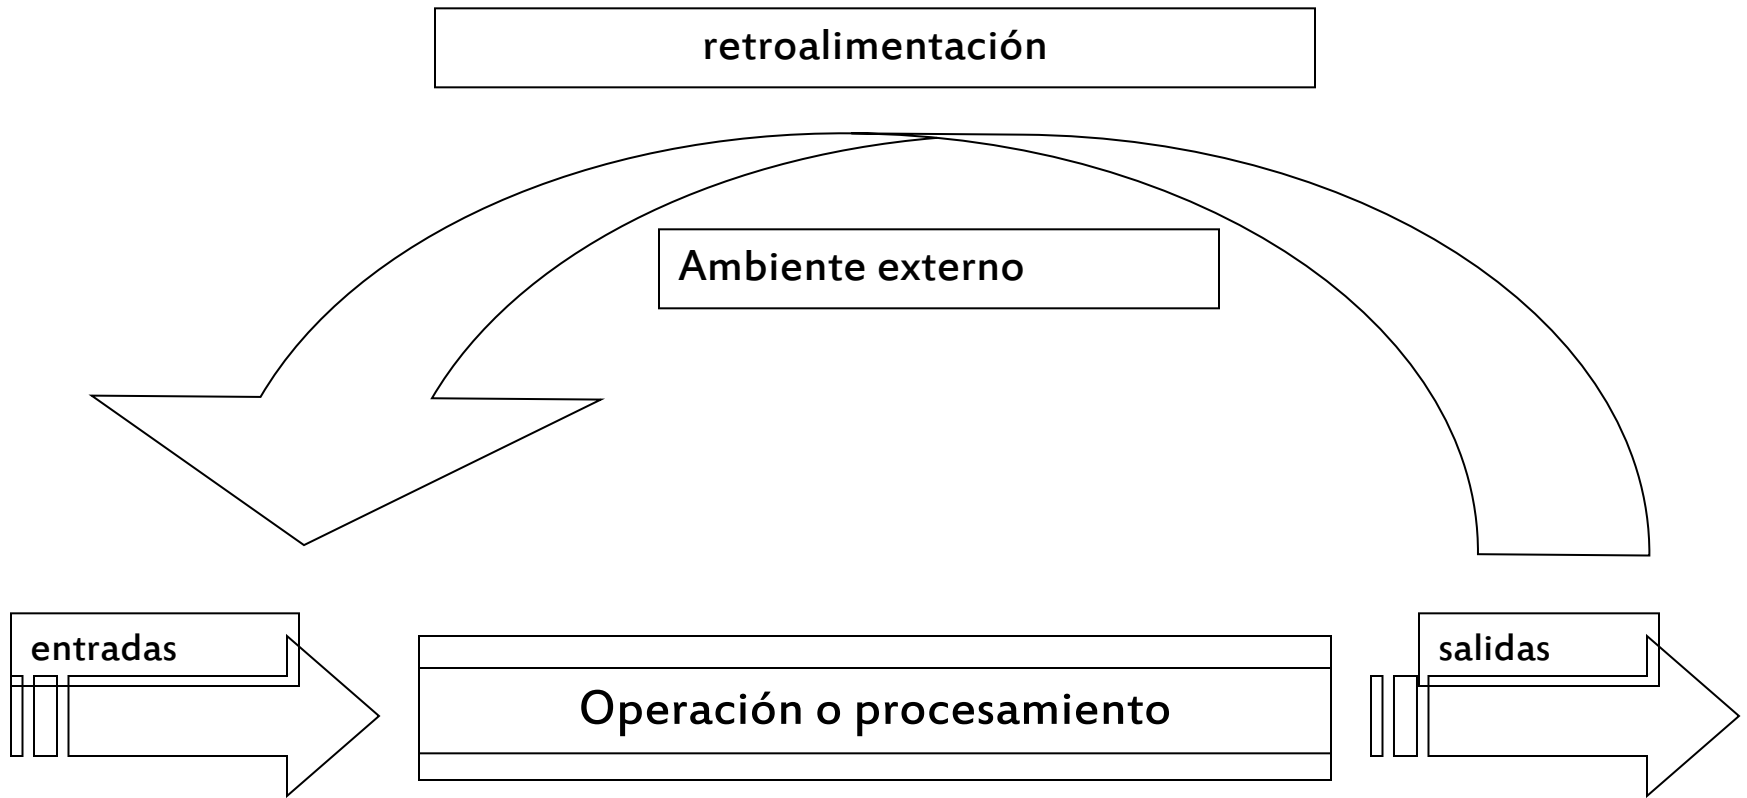 retroalimentación
Ambiente externo
entradas
Operación o procesamiento
salidas